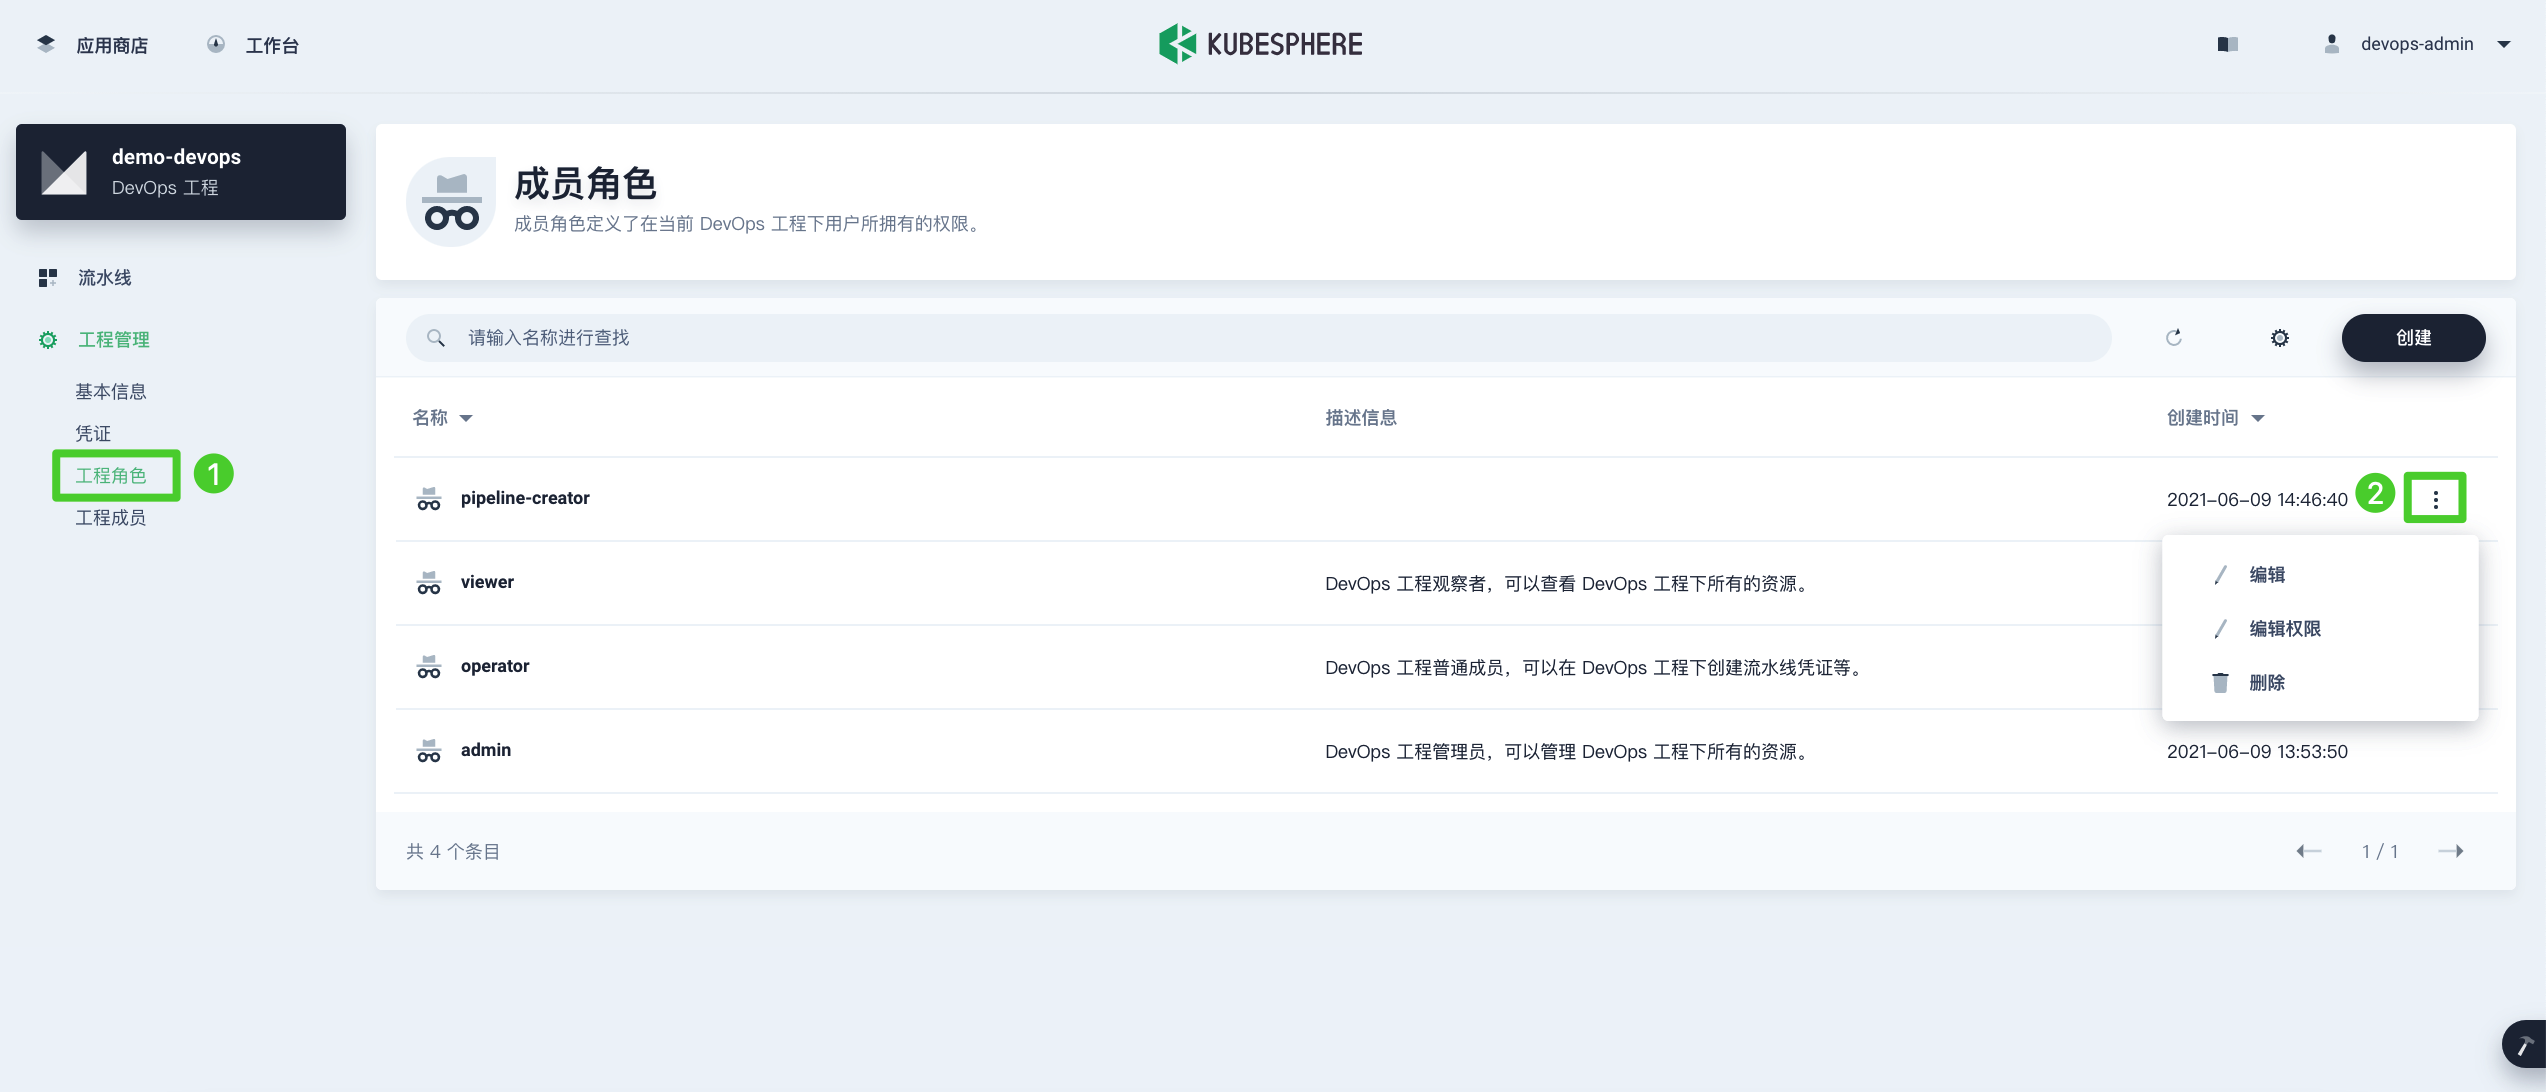 应用商店
工作台
KUBESPHERE
devops-admin
demo-devops
DevOps 工程
流水线
工程管理
基本信息
凭证
工程角色 1
工程成员
成员角色
成员角色定义了在当前 DevOps 工程下用户所拥有的权限。
请输入名称进行查找
创建
名称 描述信息 创建时间
pipeline-creator 2021-06-09 14:46:40 2
viewer DevOps 工程观察者，可以查看 DevOps 工程下所有的资源。
operator DevOps 工程普通成员，可以在 DevOps 工程下创建流水线凭证等。
admin DevOps 工程管理员，可以管理 DevOps 工程下所有的资源。 2021-06-09 13:53:50
编辑
编辑权限
删除
共 4 个条目
1 / 1